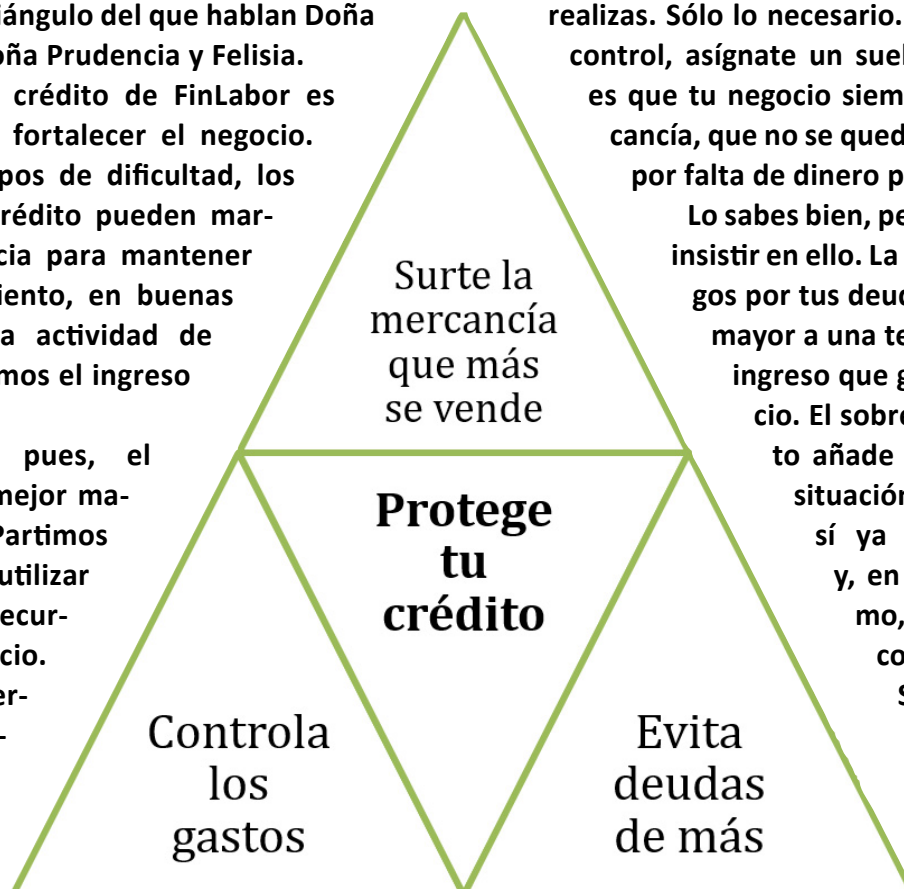 iángulo del que hablan Doña
oña Prudencia y Felisia.
crédito de FinLabor es
fortalecer el negocio.
pos de dificultad, los
rédito pueden mar-
cia para mantener
iento, en buenas
a actividad de
mos el ingreso
pues, el
mejor ma-
Partimos
utilizar
ecur-
cio.
er-
-
Surte la
mercancía
que más
se vende
Protege
tu
crédito
Controla
los
gastos
Evita
deudas
de más
realizas. Sólo lo necesario.
control, asígnate un suel
es que tu negocio siem
cancía, que no se qued
por falta de dinero p
Lo sabes bien, pe
insistir en ello. La
gos por tus deud
mayor a una te
ingreso que g
cio. El sobre
to añade
situación
sí ya
y, en
mo,
co